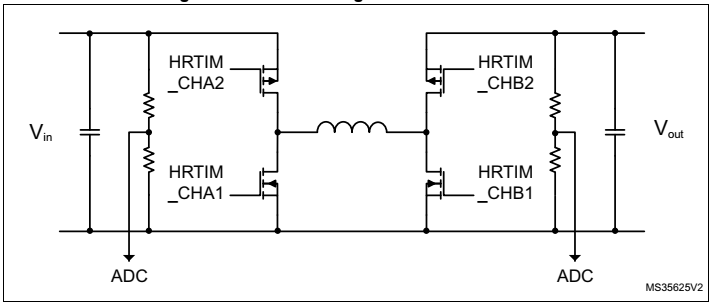 HRTIM
_CHA2
HRTIM
_CHB2
Vin
Vout
HRTIM
_CHA1
HRTIM
_CHB1
ADC
ADC
MS35625V2